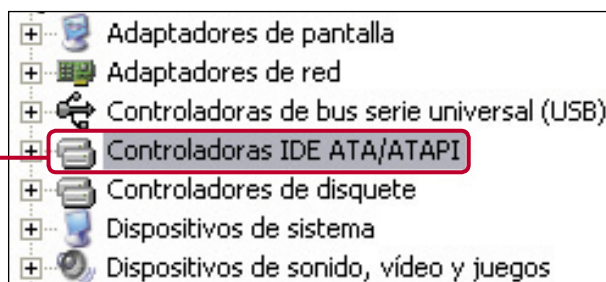 Adaptadores de pantalla
Adaptadores de red
Controladoras de bus serie universal (USB)
Controladoras IDE ATA/ATAPI
Controladores de disquete
Dispositivos de sistema
Dispositivos de sonido, vídeo y juegos